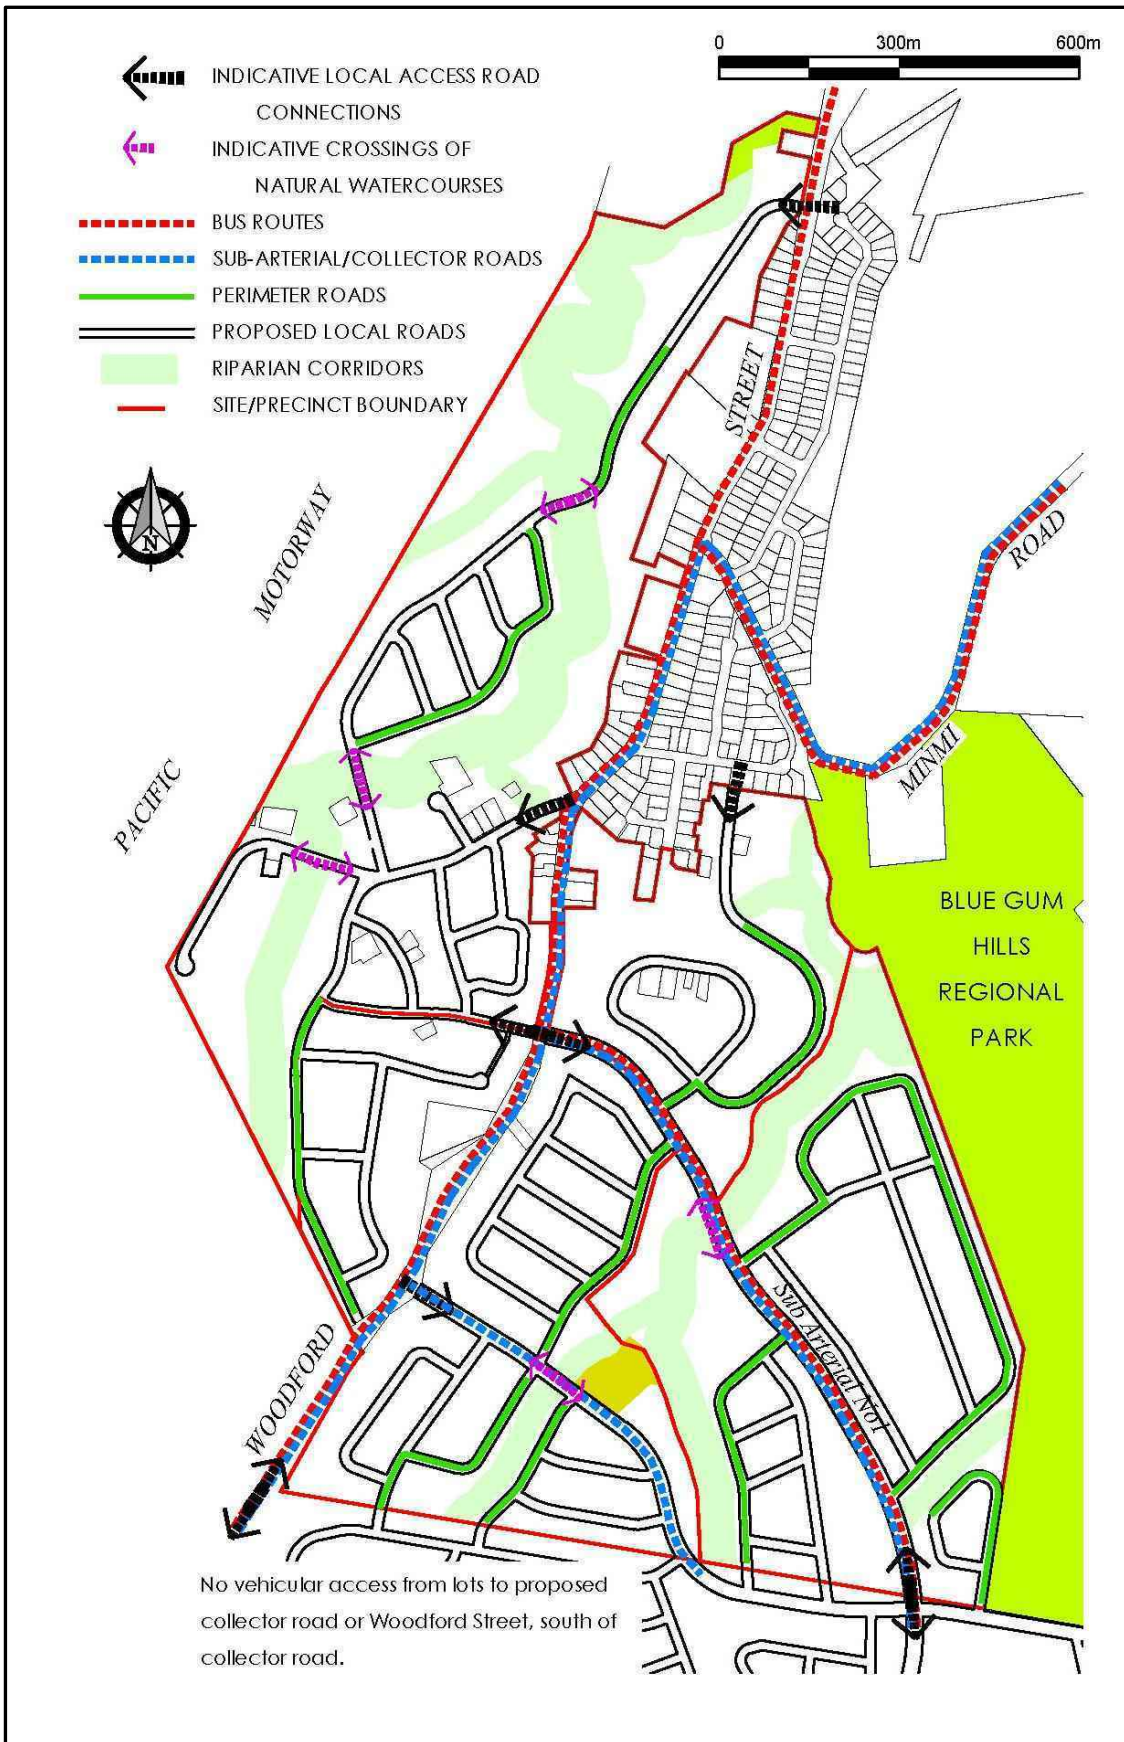 0 300m 600m
INDICATIVE LOCAL ACCESS ROAD
CONNECTIONS
INDICATIVE CROSSINGS OF
NATURAL WATERCOURSES
BUS ROUTES
SUB-ARTERIAL/COLLECTOR ROADS
PERIMETER ROADS
PROPOSED LOCAL ROADS
RIPARIAN CORRIDORS
SITE/PRECINCT BOUNDARY
STREET
N
MOTORWAY
ROAD
MINMI
PACIFIC
BLUE GUM
HILLS
REGIONAL
PARK
Sub Arterial No1
WOODFORD
No vehicular access from lots to proposed
collector road or Woodford Street, south of
collector road.